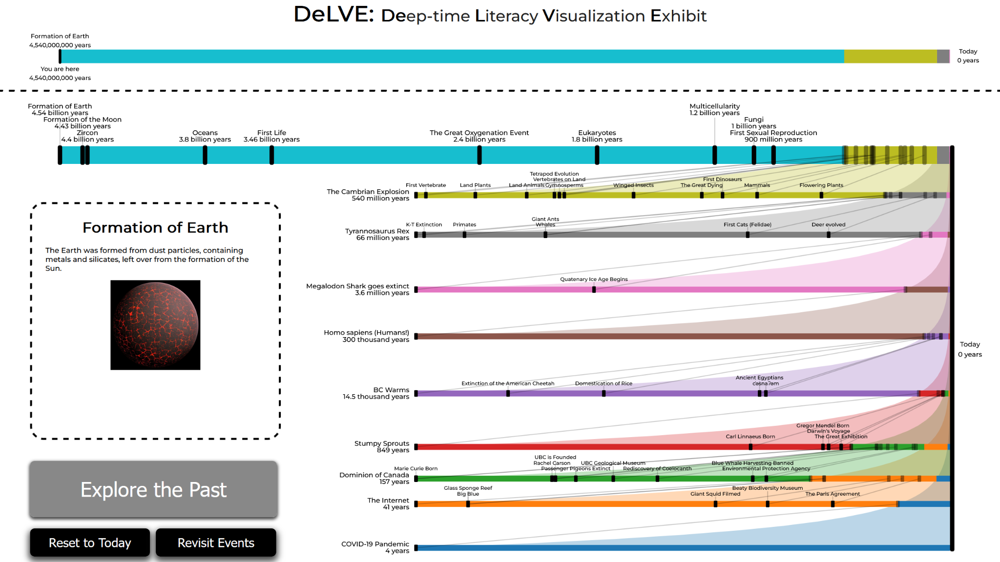 DeLVE: Deep-time Literacy Visualization Exhibit
Formation of Earth
4,540,000,000 years
Today
0 years
You are here
4,540,000,000 years
Formation of Earth
4.54 billion years
Formation of the Moon
4.43 billion years
Zircon
4.4 billion years
Oceans
3.8 billion years
First Life
3.46 billion years
The Great Oxygenation Event
2.4 billion years
Eukaryotes
1.8 billion years
Multicellularity
1.2 billion years
Fungi
1 billion years
First Sexual Reproduction
900 million years
The Cambrian Explosion
540 million years
First Vertebrate
Land Plants
Land Animals
Tetrapod Evolution
Vertebrates on Land
Gymnosperms
Winged Insects
The Great Dying
First Dinosaurs
Mammals
Flowering Plants
Tyrannosaurus Rex
66 million years
K-T Extinction
Primates
Giant Ants
Whales
First Cats (Felidae)
Deer evolved
Megalodon Shark goes extinct
3.6 million years
Quatenary Ice Age Begins
Homo sapiens (Humans!)
300 thousand years
Today
0 years
BC Warms
14.5 thousand years
Extinction of the American Cheetah
Domestication of Rice
Ancient Egyptians
c̓əsnaʔəm
Stumpy Sprouts
849 years
Carl Linnaeus Born
Gregor Mendel Born
Darwin's Voyage
The Great Exhibition
Dominion of Canada
157 years
Marie Curie Born
UBC is Founded
Rachel Carson
Passenger Pigeons Extinct
UBC Geological Museum
Rediscovery of Coelocanth
Blue Whale Harvesting Banned
Environmental Protection Agency
The Internet
41 years
Glass Sponge Reef
Big Blue
Giant Squid Filmed
Beaty Biodiversity Museum
The Paris Agreement
COVID-19 Pandemic
4 years
Formation of Earth
The Earth was formed from dust particles, containing
metals and silicates, left over from the formation of the
Sun.
Explore the Past
Reset to Today
Revisit Events